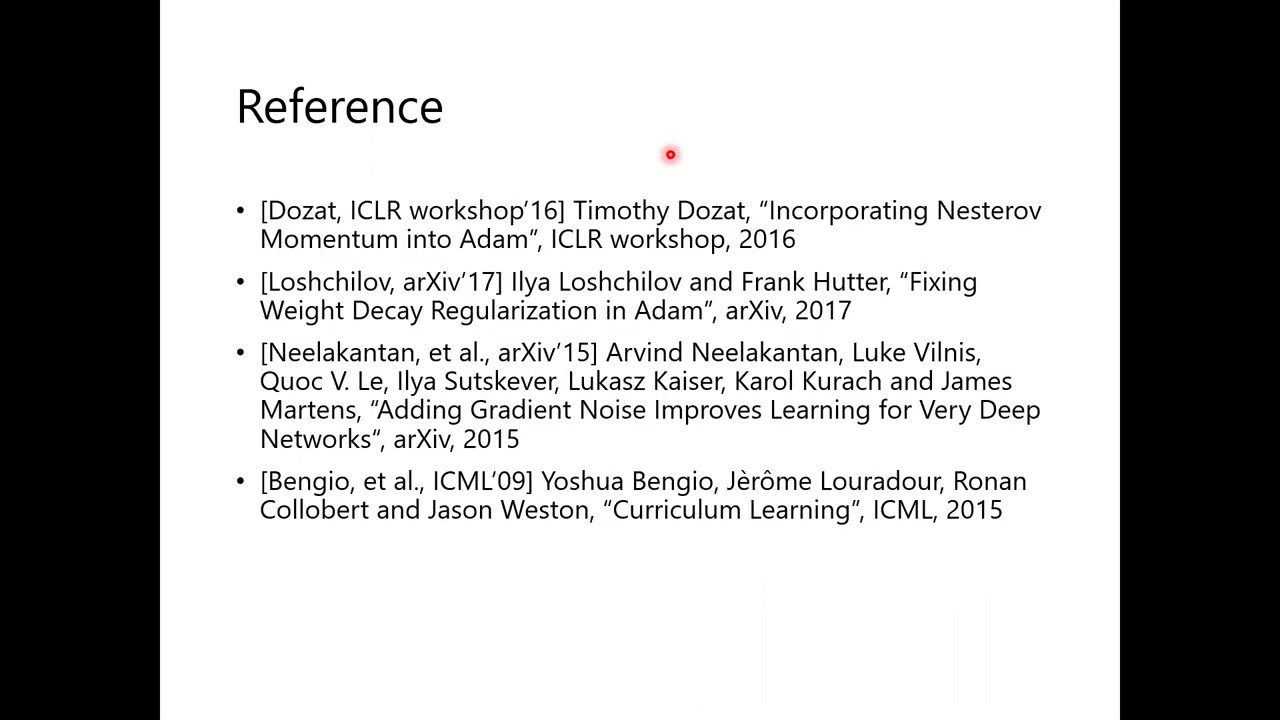 Reference
• [Dozat, ICLR workshop’16] Timothy Dozat, “Incorporating Nesterov
Momentum into Adam”, ICLR workshop, 2016
• [Loshchilov, arXiv’17] Ilya Loshchilov and Frank Hutter, “Fixing
Weight Decay Regularization in Adam”, arXiv, 2017
• [Neelakantan, et al., arXiv’15] Arvind Neelakantan, Luke Vilnis,
Quoc V. Le, Ilya Sutskever, Lukasz Kaiser, Karol Kurach and James
Martens, “Adding Gradient Noise Improves Learning for Very Deep
Networks“, arXiv, 2015
• [Bengio, et al., ICML’09] Yoshua Bengio, Jèrôme Louradour, Ronan
Collobert and Jason Weston, “Curriculum Learning“, ICML, 2015